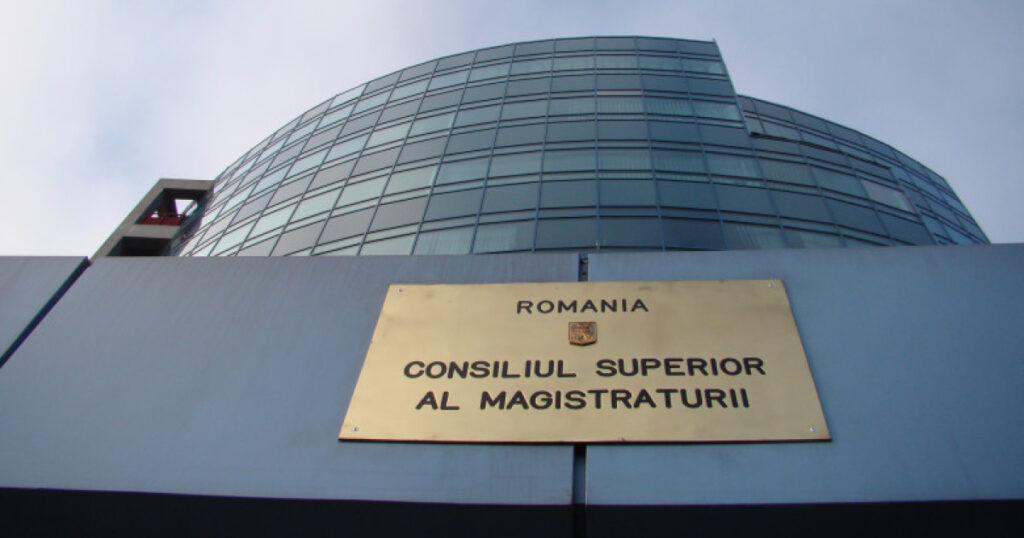 ROMANIA
CONSILIUL SUPERIOR
AL MAGISTRATURII